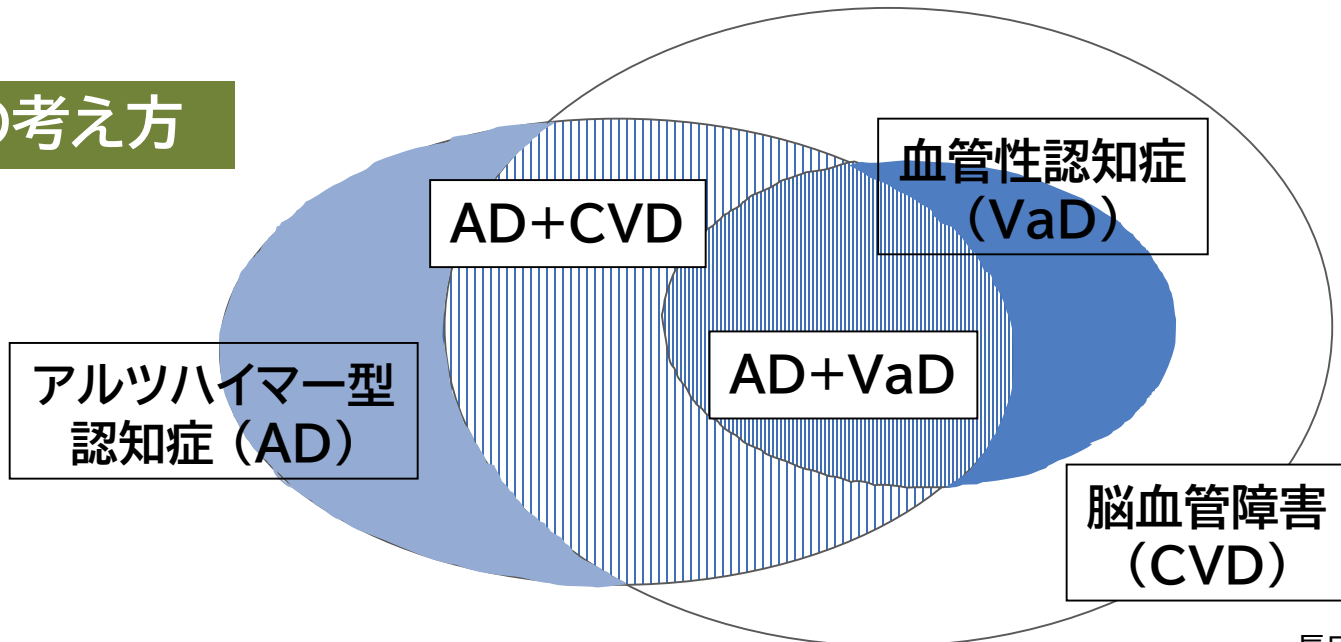 の考え方
血管性認知症
（VaD）
AD+CVD
AD+VaD
アルツハイマー型
認知症（AD）
脳血管障害
（CVD）